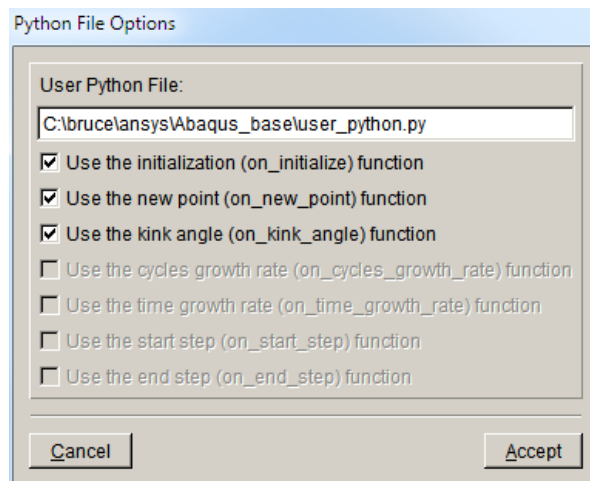 Python File Options
User Python File:
C:\bruce\ansys\Abaqus_base\user_python.py
Use the initialization (on_initialize) function
Use the new point (on_new_point) function
Use the kink angle (on_kink_angle) function
Use the cycles growth rate (on_cycles_growth_rate) function
Use the time growth rate (on_time_growth_rate) function
Use the start step (on_start_step) function
Use the end step (on_end_step) function
Cancel Accept